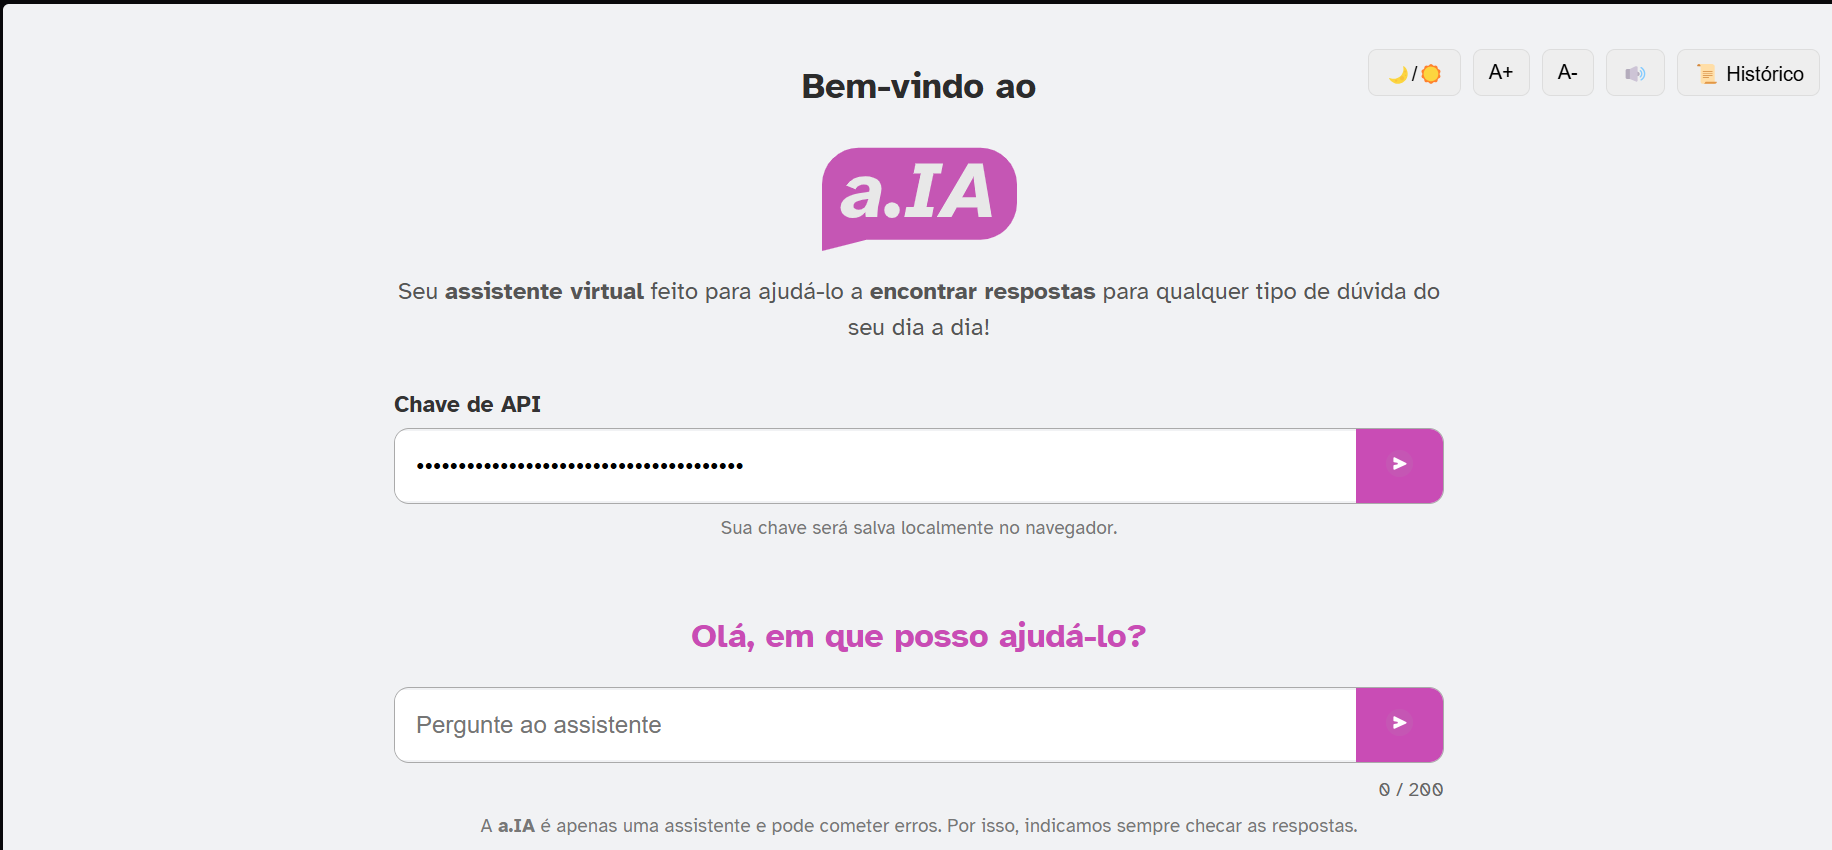 Bem-vindo ao
🌙/☀️
A+
A-
🔊
📜 Histórico
a.IA
Seu assistente virtual feito para ajudá-lo a encontrar respostas para qualquer tipo de dúvida do
seu dia a dia!
Chave de API
•••••••••••••••••••••••••••••••••••••••
>
Sua chave será salva localmente no navegador.
Olá, em que posso ajudá-lo?
Pergunte ao assistente
>
0 / 200
A a.IA é apenas uma assistente e pode cometer erros. Por isso, indicamos sempre checar as respostas.